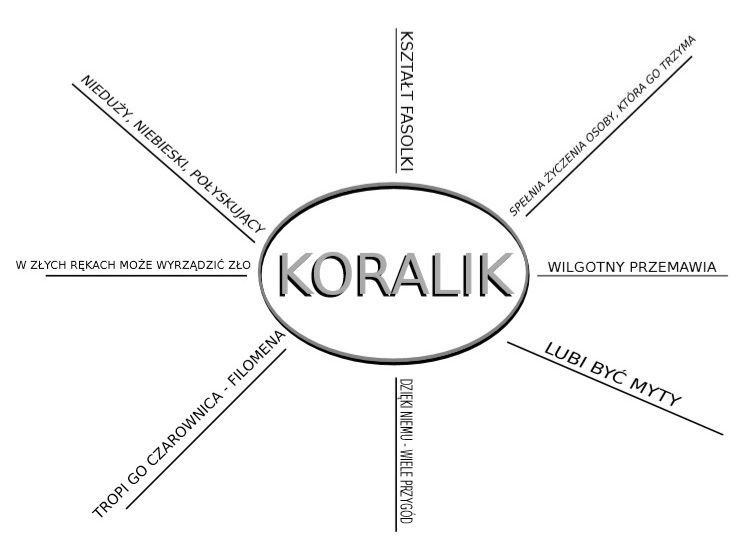 KSZTAŁT FASOLKI
NIEDUŻY, NIEBIESKI, POŁYSKUJĄCY
SPEŁNIA ŻYCZENIA OSOBY, KTÓRA GO TRZYMA
W ZŁYCH RĘKACH MOŻE WYRZĄDZIĆ ZŁO
KORALIK
WILGOTNY PRZEMAWIA
LUBI BYĆ MYTY
TROPI GO CZAROWNICA - FILOMENA
DZIĘKI NIEMU - WIELE PRZYGÓD